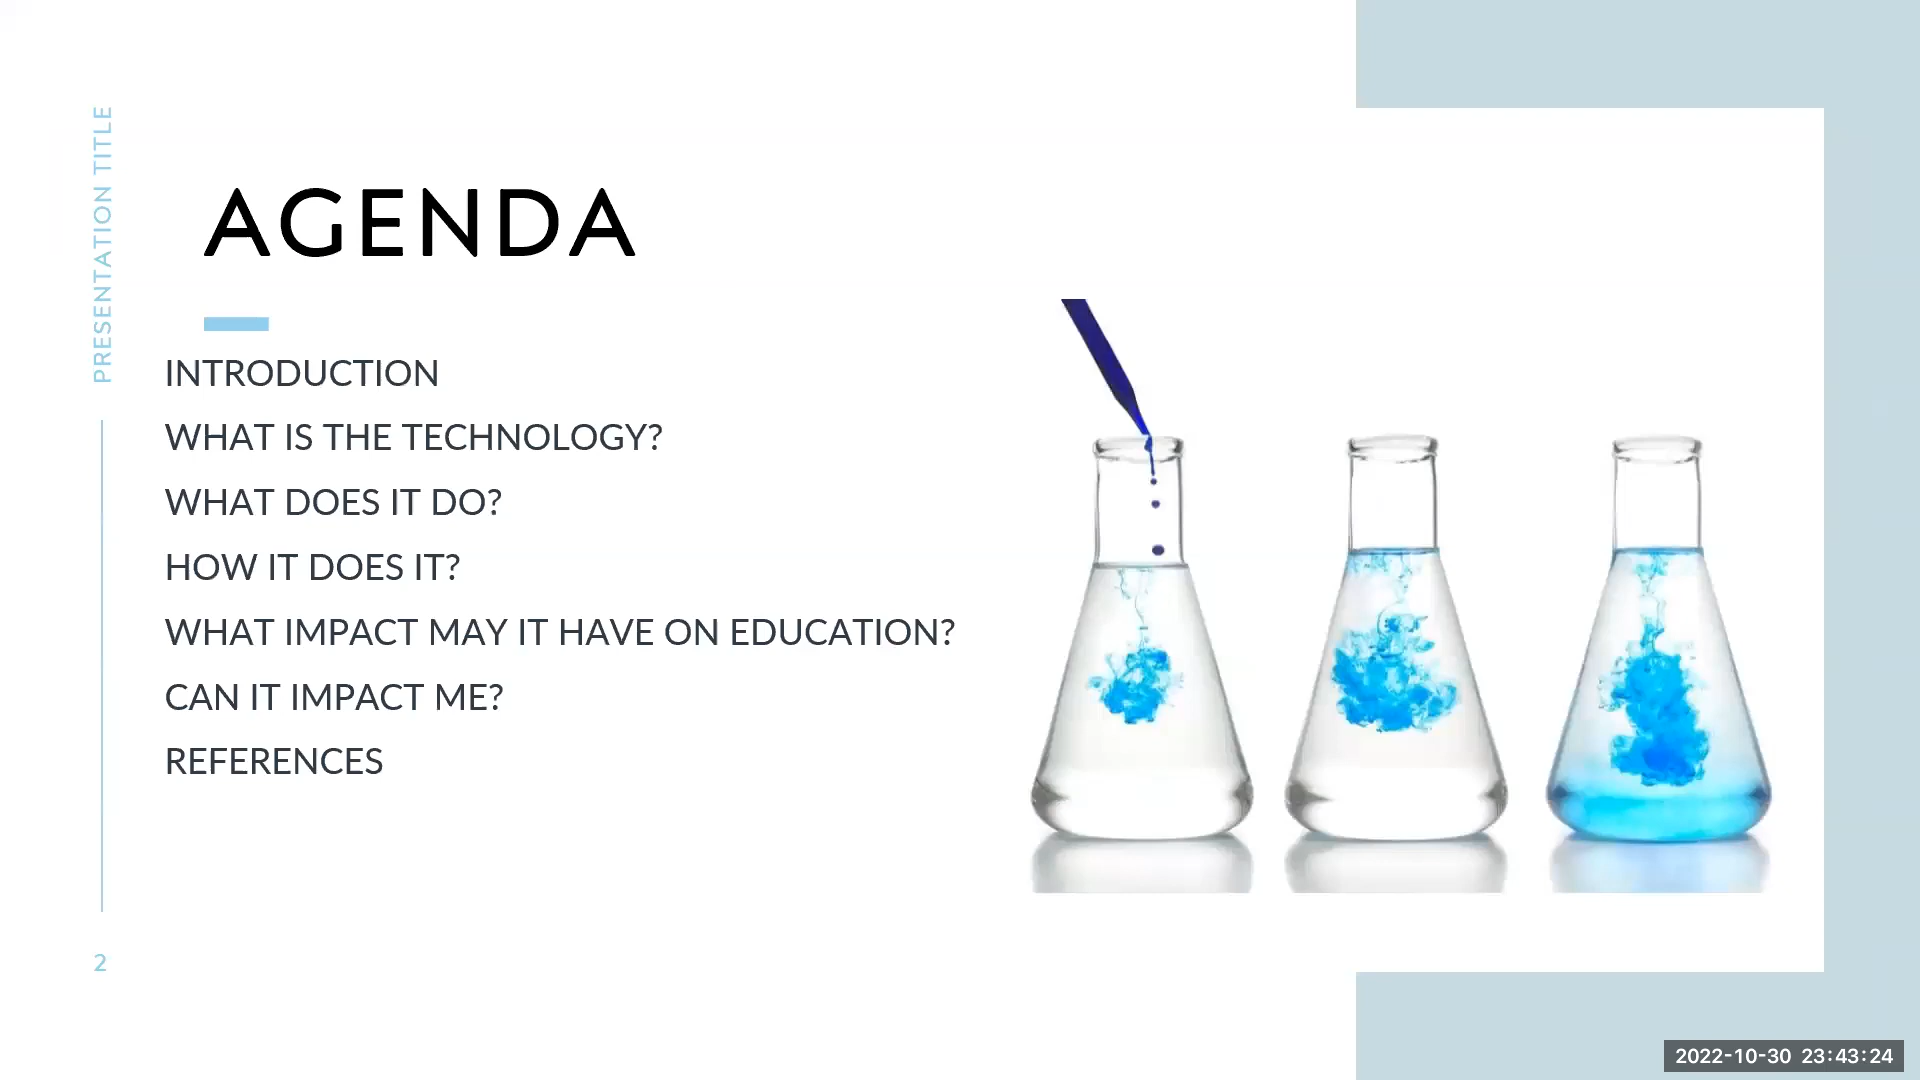 PRESENTATION TITLE
AGENDA
INTRODUCTION
WHAT IS THE TECHNOLOGY?
WHAT DOES IT DO?
HOW IT DOES IT?
WHAT IMPACT MAY IT HAVE ON EDUCATION?
CAN IT IMPACT ME?
REFERENCES
2
2022-10-30 23:43:24